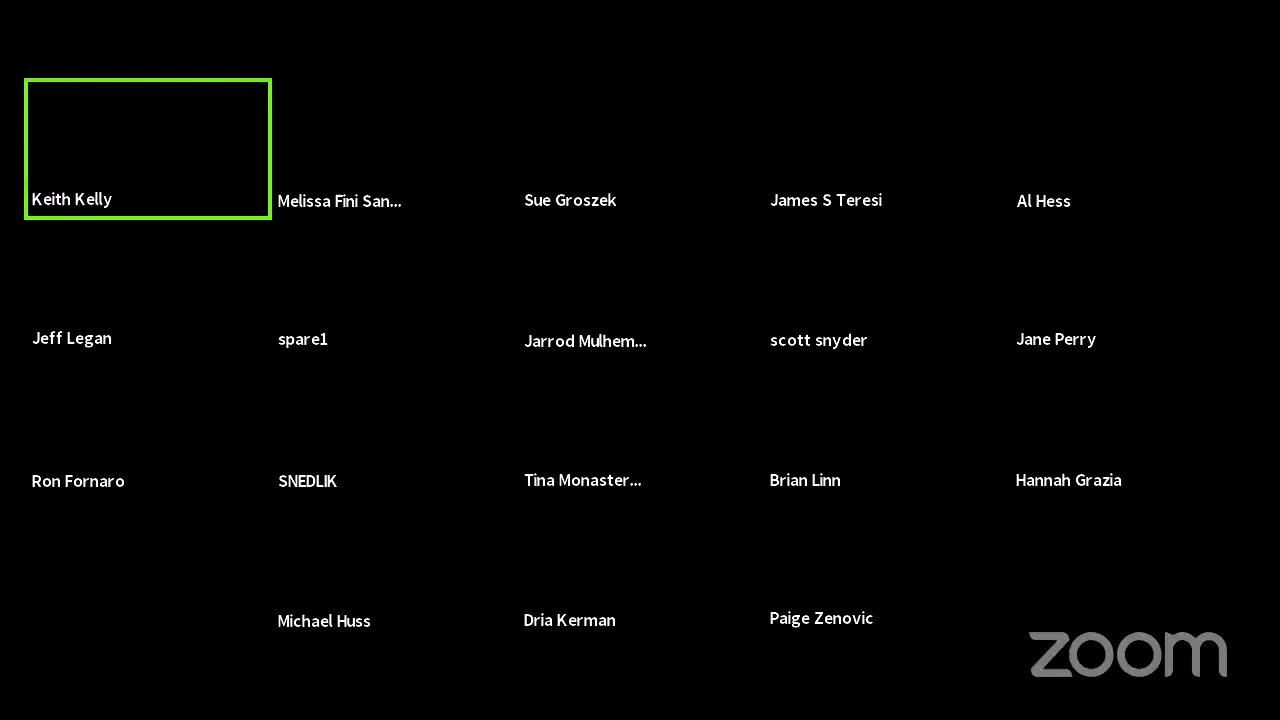 Keith Kelly
Melissa Fini San...
Sue Groszek
James S Teresi
Al Hess
Jeff Legan
spare1
Jarrod Mulhem...
scott snyder
Jane Perry
Ron Fornaro
SNEDLIK
Tina Monaster...
Brian Linn
Hannah Grazia
Michael Huss
Dria Kerman
Paige Zenovic
zoom